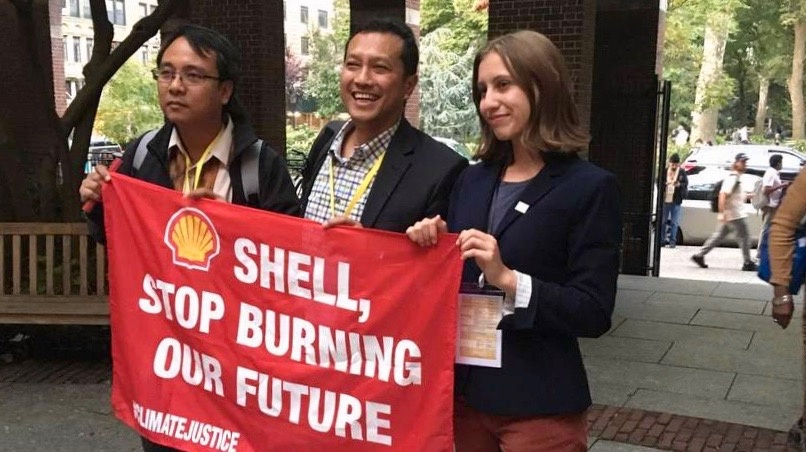 SHELL,
STOP BURNING
OUR FUTURE
#CLIMATEJUSTICE